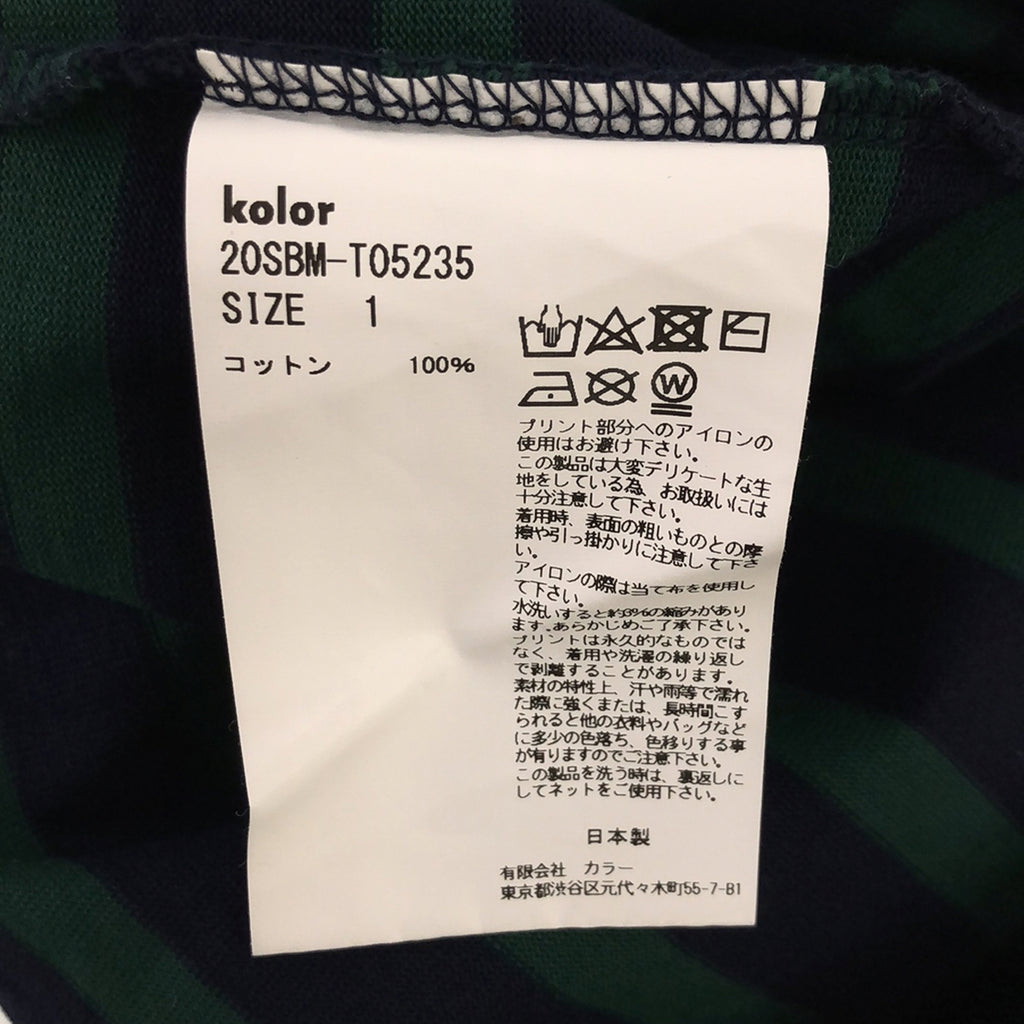 kolor
20SBM-T05235
SIZE 1
コットン 100%
W
プリント部分へのアイロンの
使用はお避け下さい。
この製品は大変デリケートな生
地をしている為、お取扱いには
十分注意して下さい。
着用時、表面の粗いものとの摩
擦や引っ掛かりに注意して下さ
い。
アイロンの際は当て布を使用し
て下さい。
水洗いすると約3%の縮みがあり
ます。あらかじめご了承下さい。
プリントは永久的なものでは
なく、着用や洗濯の繰り返し
で剥離することがあります。
素材の特性上、汗や雨等で濡れ
た際に強くまたは、長時間こす
られると他の衣料やバッグなど
に多少の色落ち、色移りする事
が有りますのでご注意下さい。
この製品を洗う時は、裏返しに
してネットをご使用下さい。
日本製
有限会社 カラー
東京都渋谷区元代々木町55-7-B1